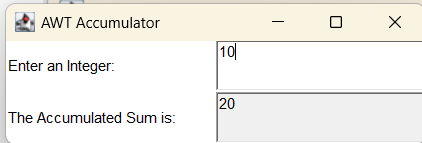 AWT Accumulator
Enter an Integer:
10
The Accumulated Sum is:
20